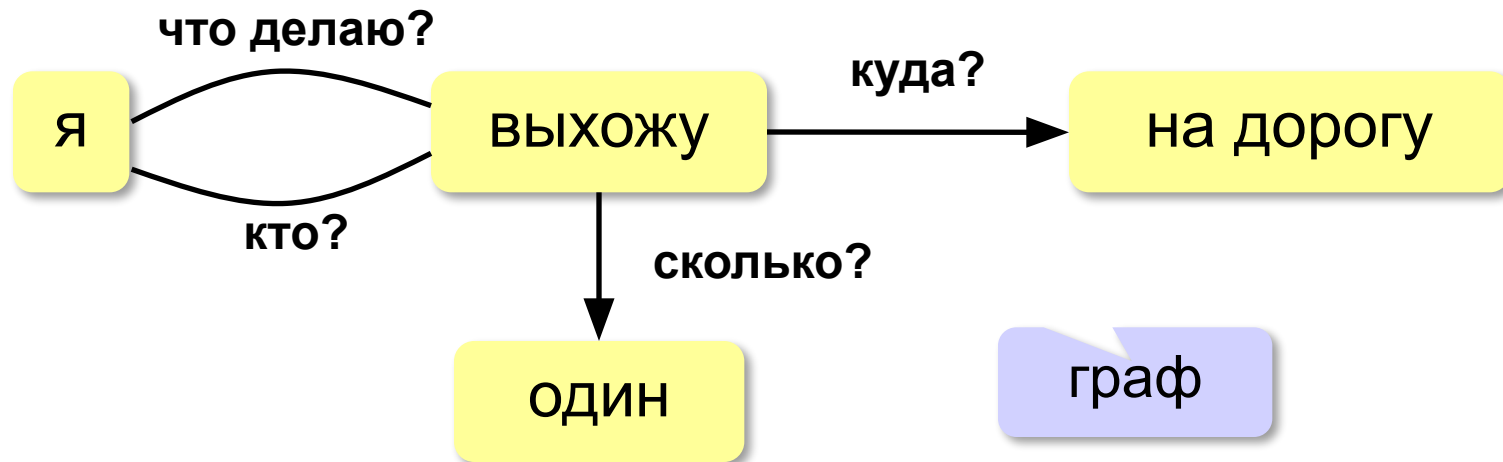 что делаю?
куда?
я
выхожу
на дорогу
кто?
сколько?
граф
один